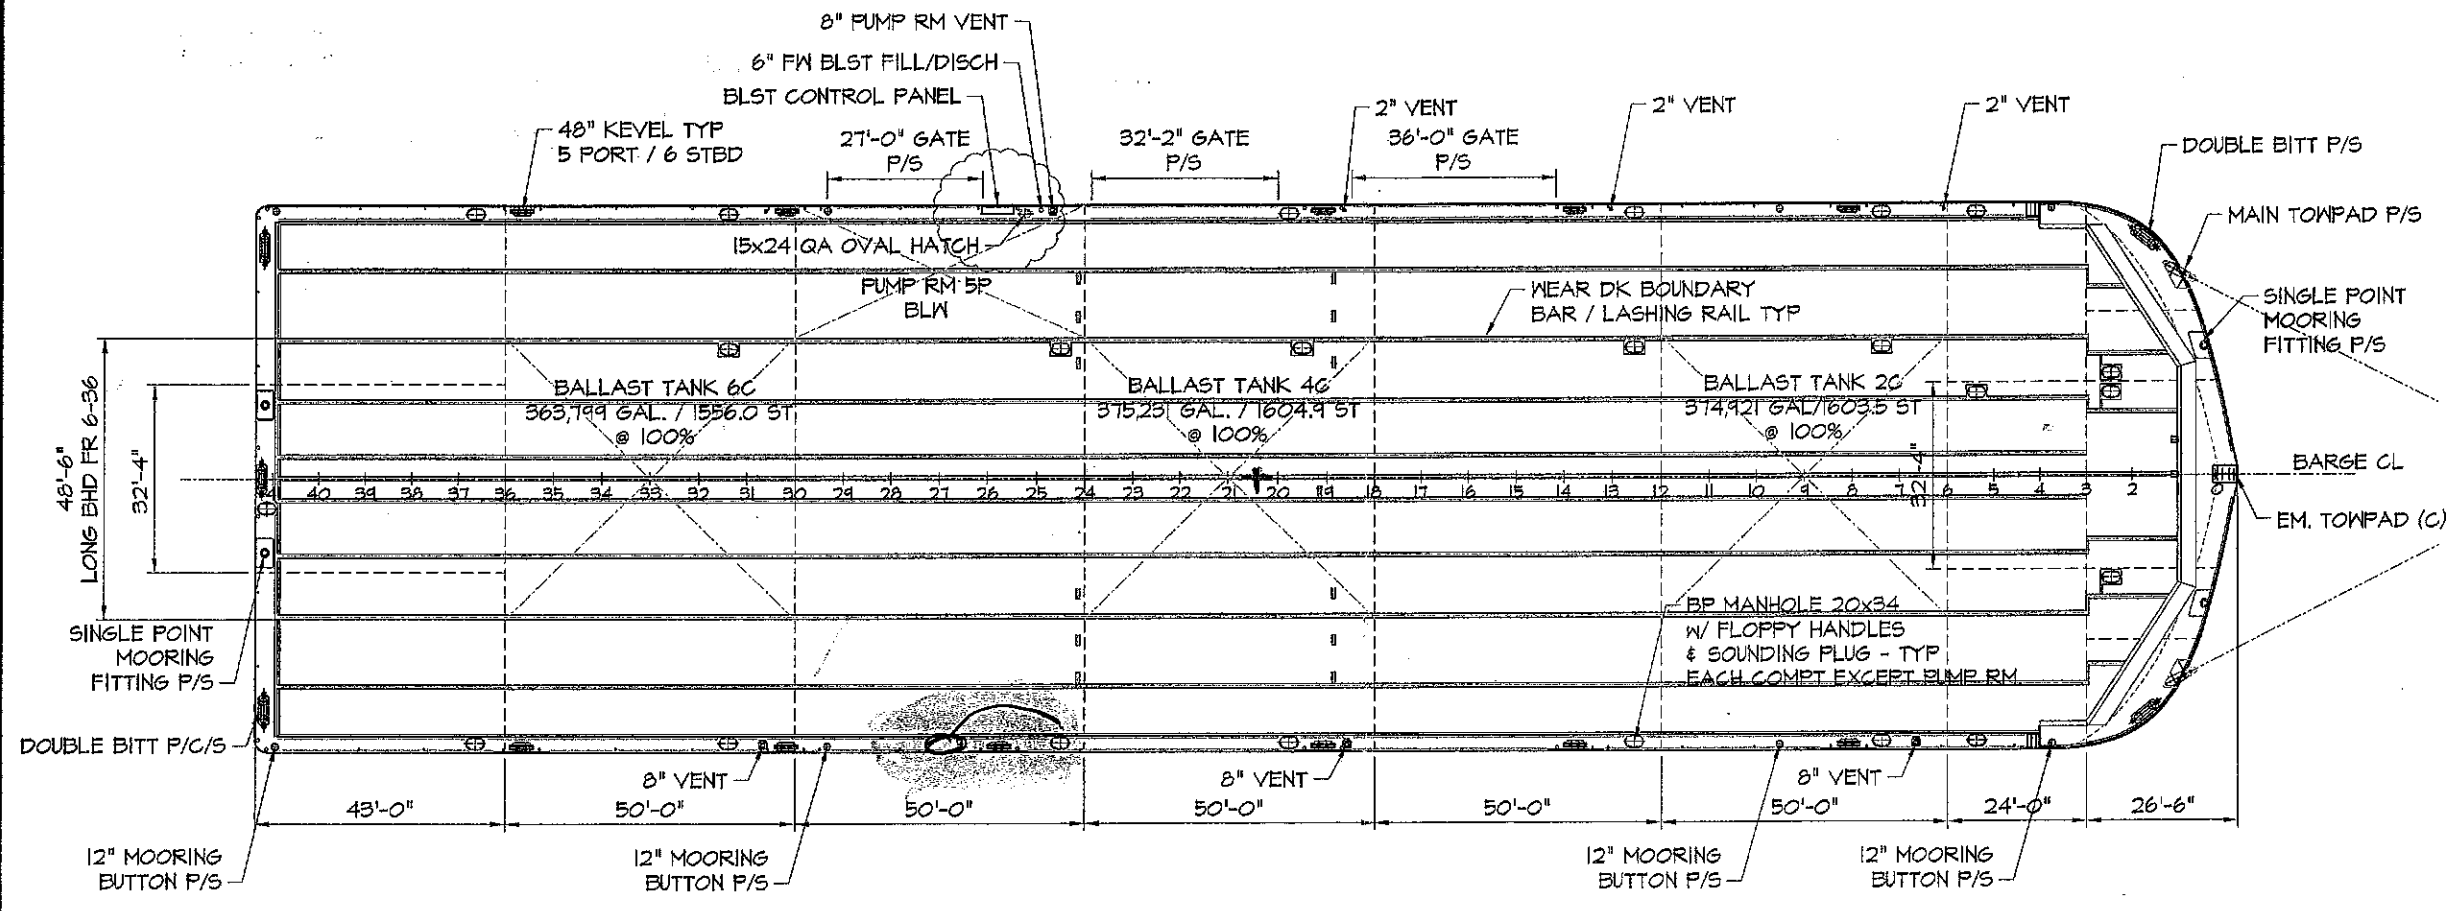 8" PUMP RM VENT
6" FW BLST FILL/DISCH
BLST CONTROL PANEL
48" KEVEL TYP
5 PORT / 6 STBD
27'-0" GATE
P/S
32'-2" GATE
P/S
2" VENT
36'-0" GATE
P/S
2" VENT
2" VENT
DOUBLE BITT P/S
MAIN TOWPAD P/S
SINGLE POINT
MOORING
FITTING P/S
15x24 QA OVAL HATCH
PUMP RM 5P
BLW
WEAR DK BOUNDARY
BAR / LASHING RAIL TYP
48'-6"
LONG BHD FR 6-36
32'-4"
BALLAST TANK 6C
363,799 GAL. / 1556.0 ST
@ 100%
BALLAST TANK 4C
375,231 GAL. / 1604.9 ST
@ 100%
BALLAST TANK 2C
374,921 GAL/1603.5 ST
@ 100%
32'-4"
BARGE CL
40 39 38 37 36 35 34 33 32 31 30 29 28 27 26 25 24 23 22 21 20 19 18 17 16 15 14 13 12 11 10 9 8 7 6 5 4 3 2 0
EM. TOWPAD (C)
BP MANHOLE 20x34
W/ FLOPPY HANDLES
& SOUNDING PLUG - TYP
EACH COMPT EXCEPT PUMP RM
SINGLE POINT
MOORING
FITTING P/S
DOUBLE BITT P/C/S
8" VENT
8" VENT
8" VENT
43'-0"
50'-0"
50'-0"
50'-0"
50'-0"
50'-0"
24'-0"
26'-6"
12" MOORING
BUTTON P/S
12" MOORING
BUTTON P/S
12" MOORING
BUTTON P/S
12" MOORING
BUTTON P/S